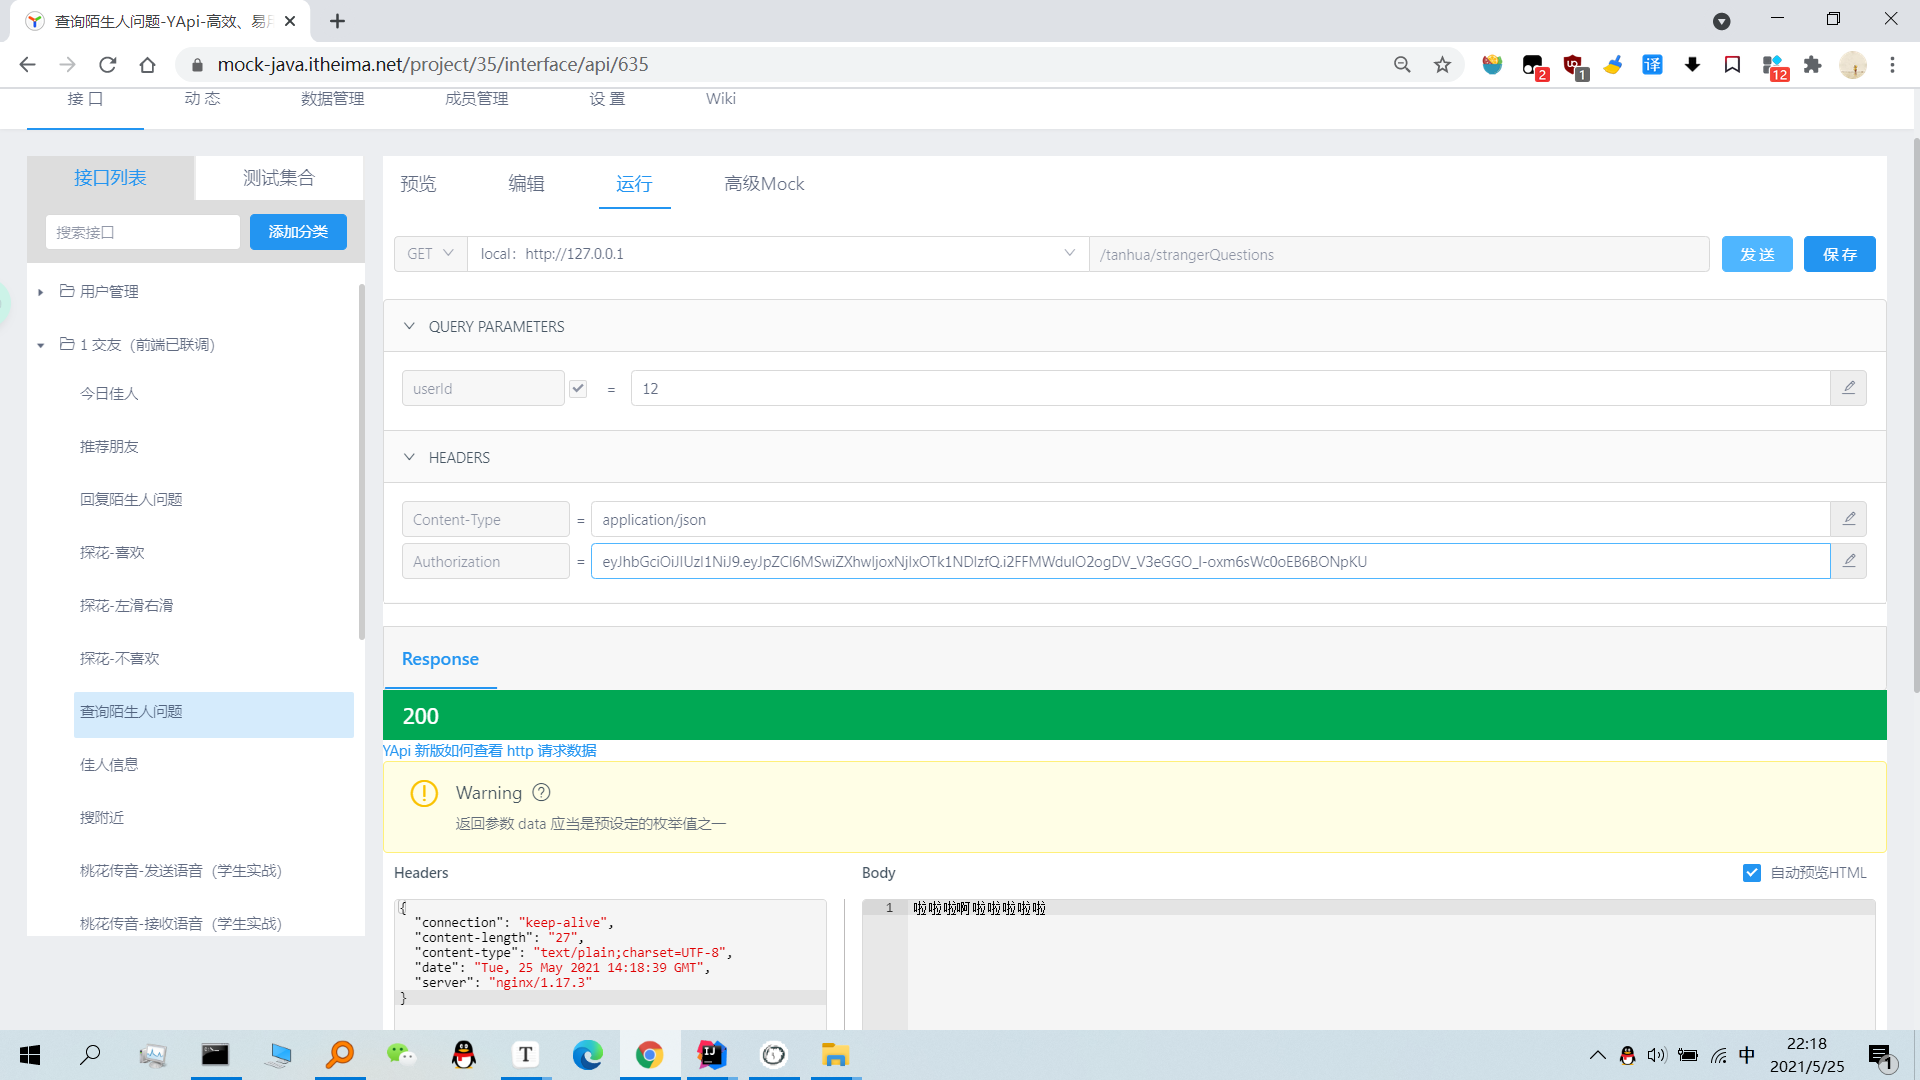 查询陌生人问题-YApi-高效、易用
mock-java.itheima.net/project/35/interface/api/635
2
1
译
12
接 口
动 态
数据管理
成员管理
设 置
Wiki
接口列表
测试集合
搜索接口
添加分类
用户管理
1 交友（前端已联调）
今日佳人
推荐朋友
回复陌生人问题
探花-喜欢
探花-左滑右滑
探花-不喜欢
查询陌生人问题
佳人信息
搜附近
桃花传音-发送语音（学生实战）
桃花传音-接收语音（学生实战）
预览
编辑
运行
高级Mock
GET
local：http://127.0.0.1
/tanhua/strangerQuestions
发 送
保 存
QUERY PARAMETERS
userId
=
12
HEADERS
Content-Type
=
application/json
Authorization
=
Response
200
YApi 新版如何查看 http 请求数据
Warning
返回参数 data 应当是预设定的枚举值之一
Headers
Body
自动预览HTML
{
"connection": "keep-alive",
"content-length": "27",
"content-type": "text/plain;charset=UTF-8",
"date": "Tue, 25 May 2021 14:18:39 GMT",
"server": "nginx/1.17.3"
}
1
啦啦啦啊啦啦啦啦啦
T
IJ
中
22:18
2021/5/25
1